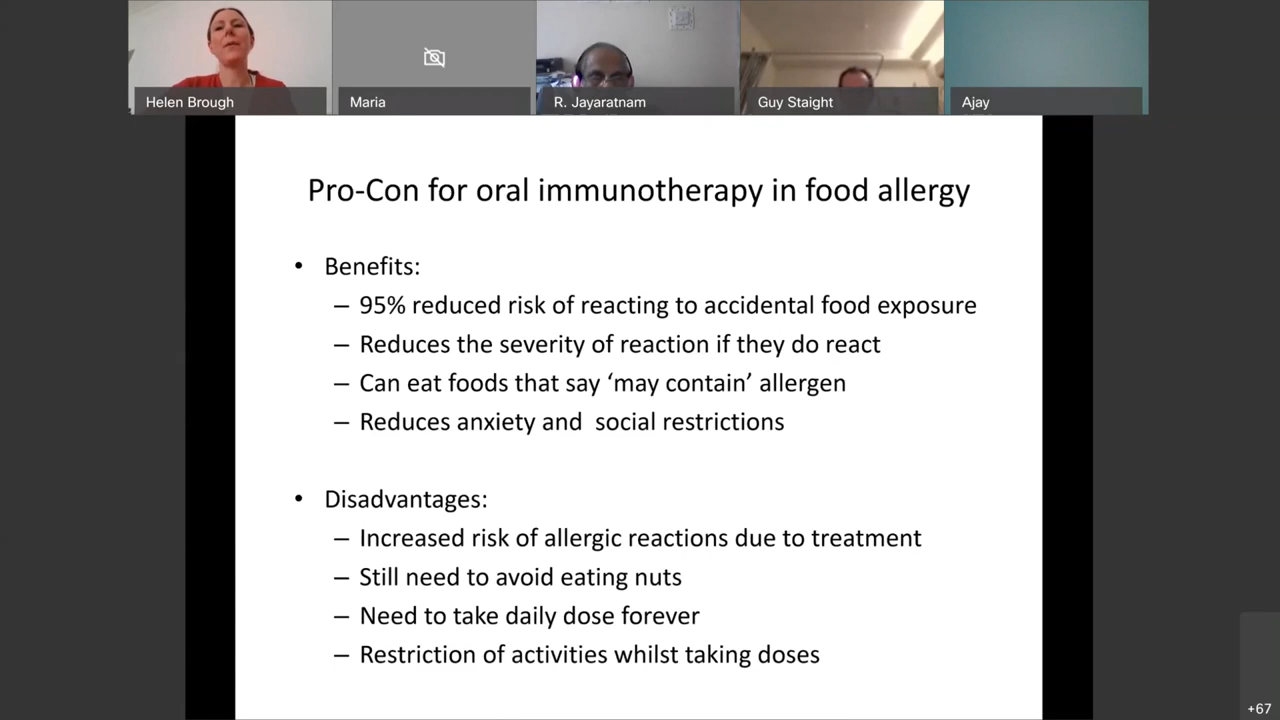 Helen Brough
Maria
R. Jayaratnam
Guy Staight
Ajay
Pro-Con for oral immunotherapy in food allergy
• Benefits:
– 95% reduced risk of reacting to accidental food exposure
– Reduces the severity of reaction if they do react
– Can eat foods that say ‘may contain’ allergen
– Reduces anxiety and  social restrictions
• Disadvantages:
– Increased risk of allergic reactions due to treatment
– Still need to avoid eating nuts
– Need to take daily dose forever
– Restriction of activities whilst taking doses
+67